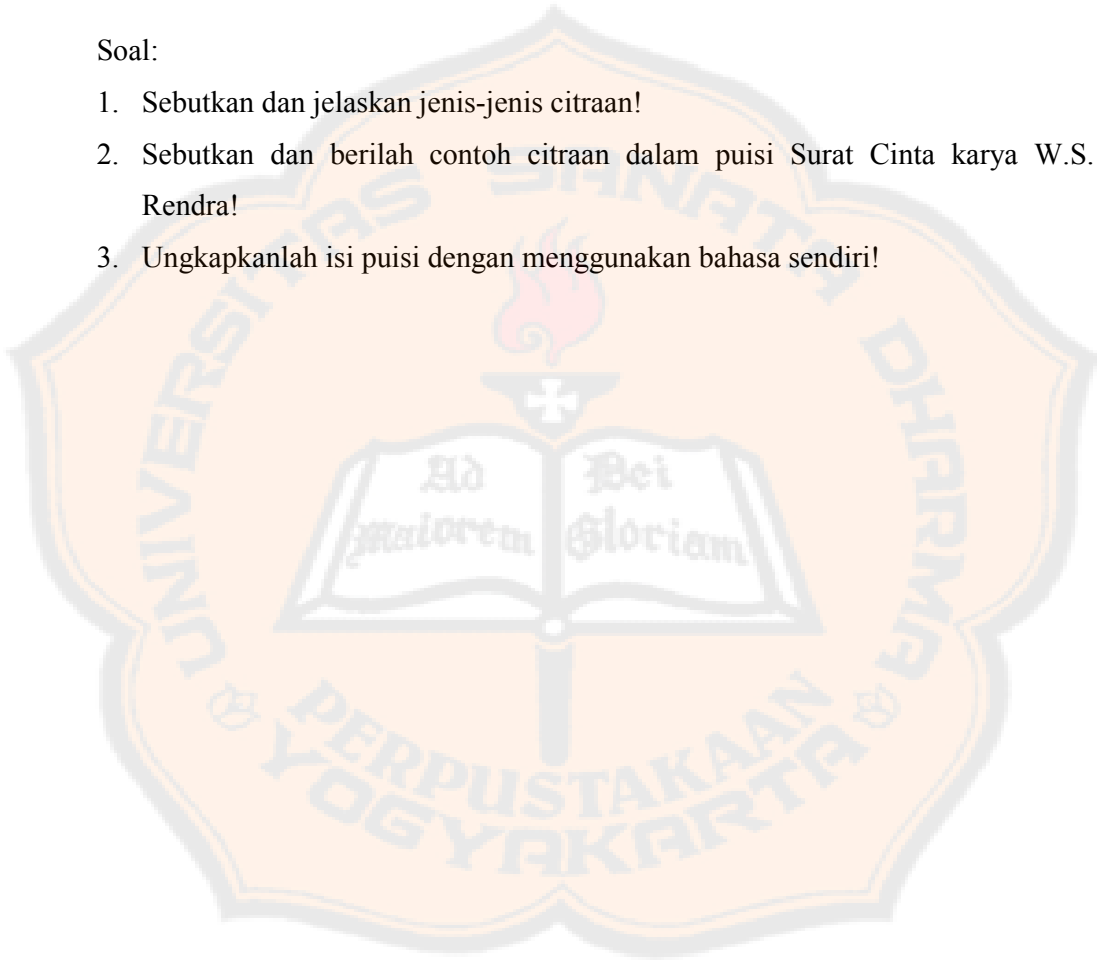 Soal:
1. Sebutkan dan jelaskan jenis-jenis citraan!
2. Sebutkan dan berilah contoh citraan dalam puisi Surat Cinta karya W.S.
Rendra!
3. Ungkapkanlah isi puisi dengan menggunakan bahasa sendiri!
UNIVERSITAS SANATA DHARMA
Ad Dei
Maiorem Gloriam
PERPUSTAKAAN
YOGYAKARTA